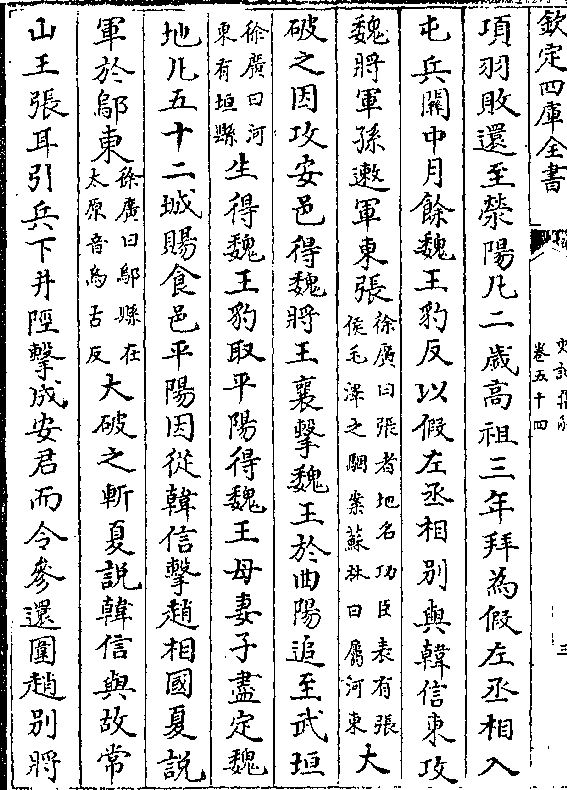 欽定四庫全書
卷五十四
三
項羽敗還至滎陽凡二歲高祖三年拜為假左丞相入
屯兵關中月餘魏王豹反以假左丞相别與韓信東攻
魏將軍孫遫軍東張徐廣曰張者地名功臣表有張侯毛澤之駰案蘇林曰屬河東大
破之因攻安邑得魏將王襄擊魏王於曲陽追至武垣
徐廣曰河東有垣縣生得魏王豹取平陽得魏王母妻子盡定魏
地凡五十二城賜食邑平陽因從韓信擊趙相國夏説
軍於鄔東徐廣曰鄔縣在太原音烏古反大破之斬夏説韓信與故常
山王張耳引兵下井陘擊成安君而令參還圍趙别將